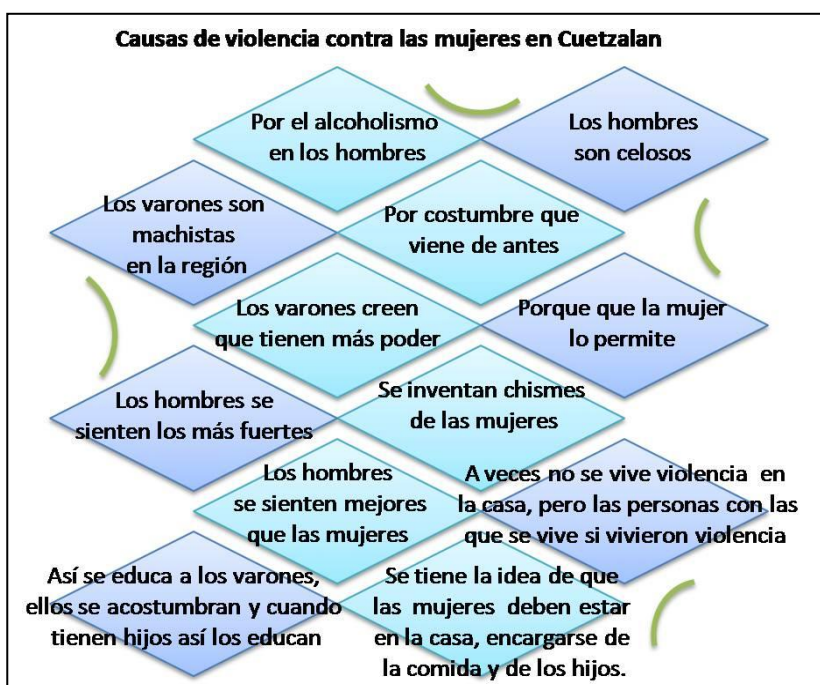 Causas de violencia contra las mujeres en Cuetzalan
Por el alcoholismo
en los hombres
Los hombres
son celosos
Los varones son
machistas
en la región
Por costumbre que
viene de antes
Los varones creen
que tienen más poder
Porque que la mujer
lo permite
Los hombres se
sienten los más fuertes
Se inventan chismes
de las mujeres
Los hombres
se sienten mejores
que las mujeres
A veces no se vive violencia en
la casa, pero las personas con las
que se vive si vivieron violencia
Así se educa a los varones,
ellos se acostumbran y cuando
tienen hijos así los educan
Se tiene la idea de que
las mujeres deben estar
en la casa, encargarse de
la comida y de los hijos.